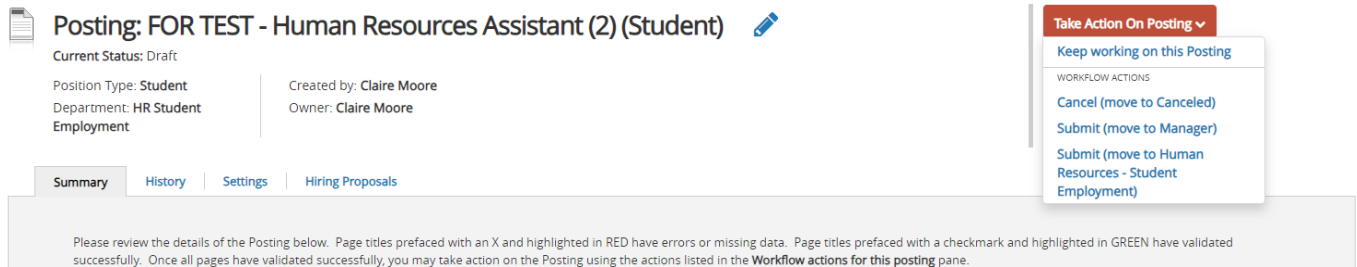 Posting: FOR TEST - Human Resources Assistant (2) (Student)
Current Status: Draft
Position Type: Student
Department: HR Student
Employment
Created by: Claire Moore
Owner: Claire Moore
Take Action On Posting
Keep working on this Posting
WORKFLOW ACTIONS
Cancel (move to Canceled)
Submit (move to Manager)
Submit (move to Human
Resources - Student
Employment)
Summary
History
Settings
Hiring Proposals
Please review the details of the Posting below. Page titles prefaced with an X and highlighted in RED have errors or missing data. Page titles prefaced with a checkmark and highlighted in GREEN have validated
successfully. Once all pages have validated successfully, you may take action on the Posting using the actions listed in the Workflow actions for this posting pane.